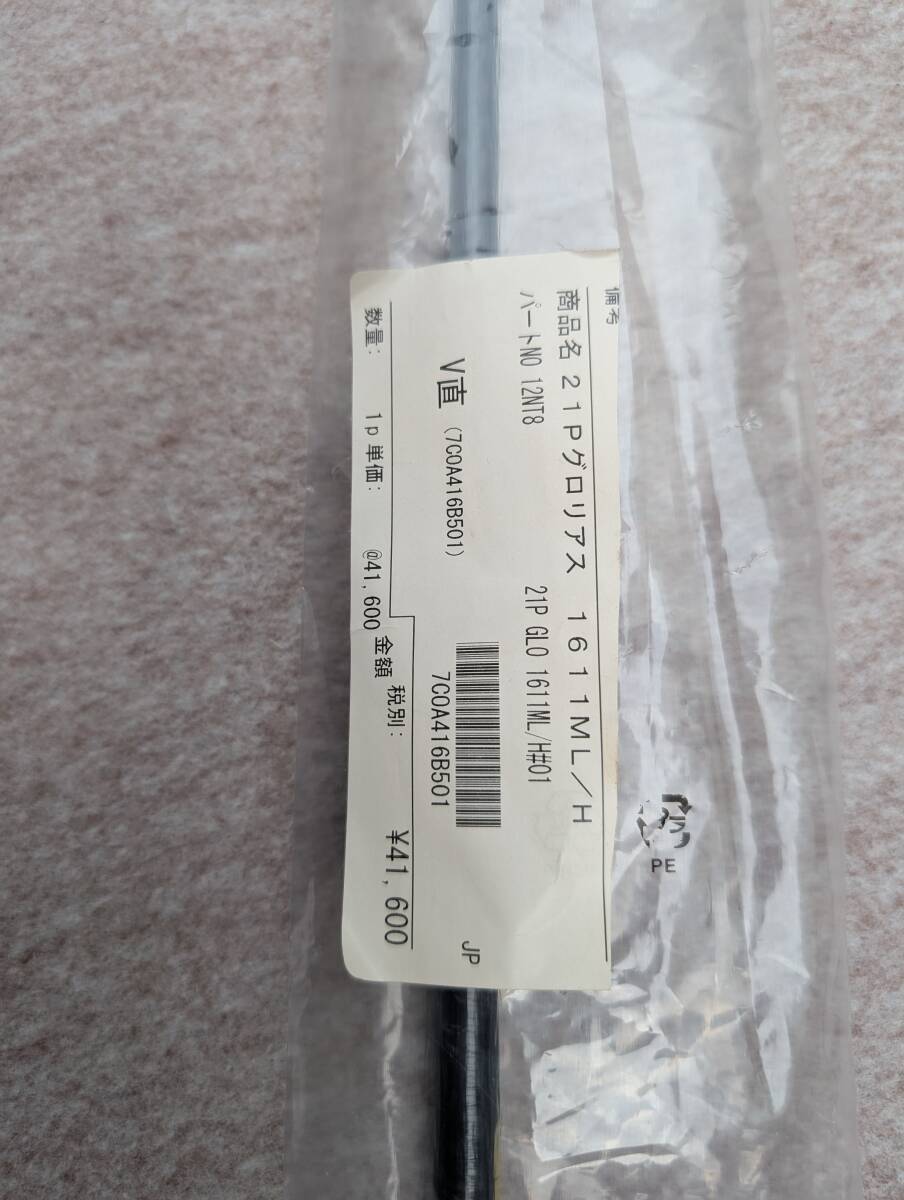 備考
商品名 21Pグロリアス 1611ML/H
パートNO 12NT8 21P GLO 1611ML/H#01
V直 (7C0A416B501)
7C0A416B501
JP
数量: 1p 単価: @41,600 金額 税別: ¥41,600
PE